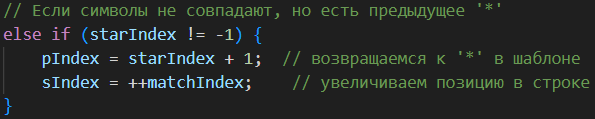 // Если символы не совпадают, но есть предыдущее '*'
else if (starIndex != -1) {
    pIndex = starIndex + 1;  // возвращаемся к '*' в шаблоне
    sIndex = ++matchIndex;     // увеличиваем позицию в строке
}